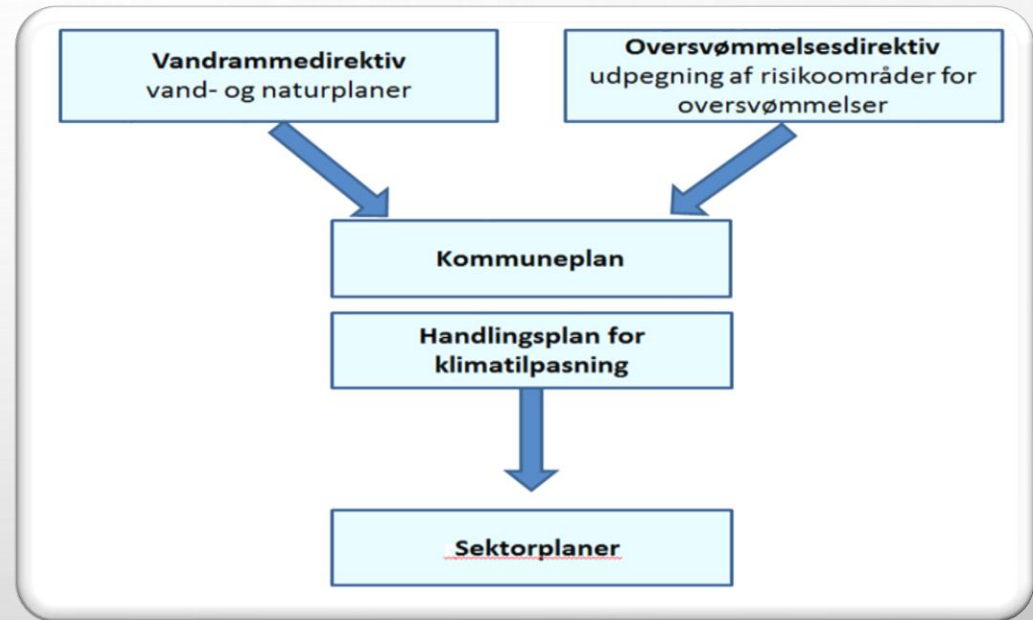 Vandrammedirektiv
vand- og naturplaner
Oversvømmelsesdirektiv
udpegning af risikoområder for
oversvømmelser
Kommuneplan
Handlingsplan for
klimatilpasning
Sektorplaner